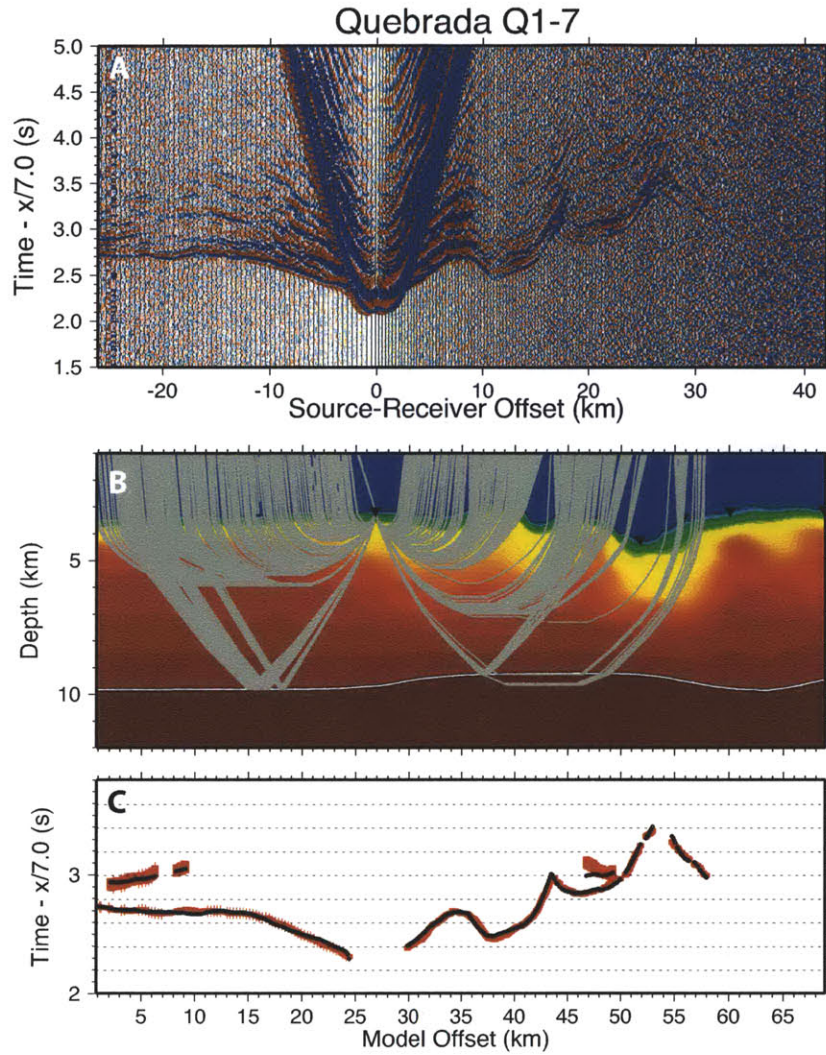 Quebrada Q1-7
A
5.0
4.5
4.0
3.5
3.0
2.5
2.0
1.5
Time - x/7.0 (s)
-20 -10 0 10 20 30 40
Source-Receiver Offset (km)
B
5
10
Depth (km)
C
3
2
Time - x/7.0 (s)
5 10 15 20 25 30 35 40 45 50 55 60 65
Model Offset (km)